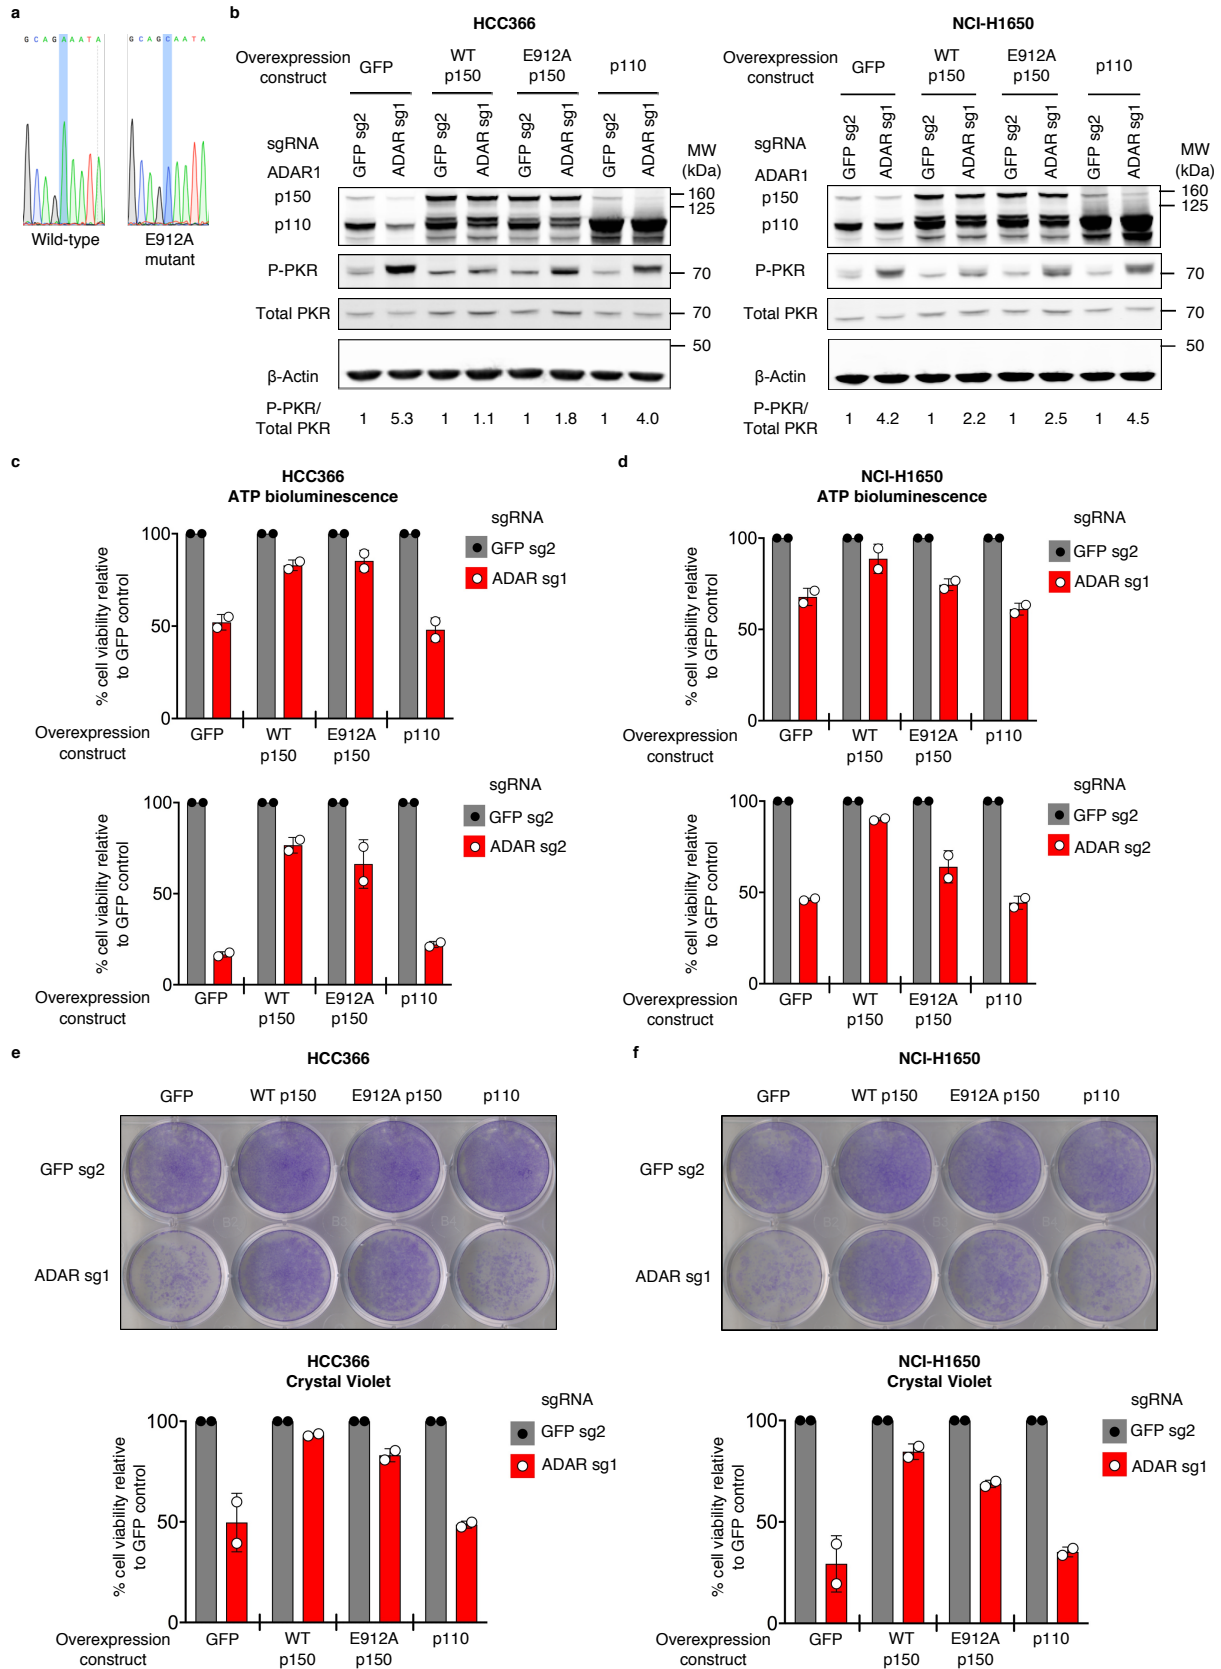 a
G C A G A A A T A
G C A G C A A T A
Wild-type
E912A
mutant
b
HCC366
Overexpression
construct
GFP
WT
p150
E912A
p150
p110
sgRNA
GFP sg2
ADAR sg1
GFP sg2
ADAR sg1
GFP sg2
ADAR sg1
GFP sg2
ADAR sg1
MW
(kDa)
ADAR1
p150
160
125
p110
P-PKR
70
Total PKR
70
50
β-Actin
P-PKR/
Total PKR
1 5.3 1 1.1 1 1.8 1 4.0
NCI-H1650
Overexpression
construct
GFP
WT
p150
E912A
p150
p110
sgRNA
GFP sg2
ADAR sg1
GFP sg2
ADAR sg1
GFP sg2
ADAR sg1
GFP sg2
ADAR sg1
MW
(kDa)
ADAR1
p150
160
125
p110
P-PKR
70
Total PKR
70
50
β-Actin
P-PKR/
Total PKR
1 4.2 1 2.2 1 2.5 1 4.5
c
HCC366
ATP bioluminescence
% cell viability relative
to GFP control
100
50
0
sgRNA
GFP sg2
ADAR sg1
Overexpression
construct
GFP
WT
p150
E912A
p150
p110
% cell viability relative
to GFP control
100
50
0
sgRNA
GFP sg2
ADAR sg2
Overexpression
construct
GFP
WT
p150
E912A
p150
p110
d
NCI-H1650
ATP bioluminescence
% cell viability relative
to GFP control
100
50
0
sgRNA
GFP sg2
ADAR sg1
Overexpression
construct
GFP
WT
p150
E912A
p150
p110
% cell viability relative
to GFP control
100
50
0
sgRNA
GFP sg2
ADAR sg2
Overexpression
construct
GFP
WT
p150
E912A
p150
p110
e
HCC366
GFP WT p150 E912A p150 p110
GFP sg2
B2 B3 B4
ADAR sg1
HCC366
Crystal Violet
% cell viability relative
to GFP control
100
50
0
sgRNA
GFP sg2
ADAR sg1
Overexpression
construct
GFP
WT
p150
E912A
p150
p110
f
NCI-H1650
GFP WT p150 E912A p150 p110
GFP sg2
B2 B3 B4
ADAR sg1
NCI-H1650
Crystal Violet
% cell viability relative
to GFP control
100
50
0
sgRNA
GFP sg2
ADAR sg1
Overexpression
construct
GFP
WT
p150
E912A
p150
p110